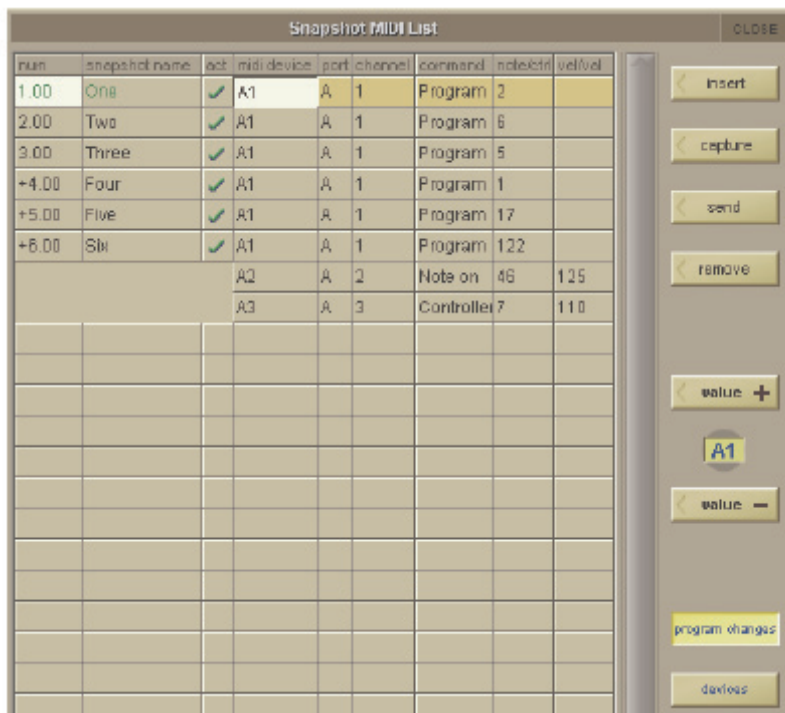 Snapshot MIDI List CLOSE
num snapshot name act midi device port channel command note/ctrl vel/val
1.00 One A1 A 1 Program 2
2.00 Two A1 A 1 Program 6
3.00 Three A1 A 1 Program 5
+4.00 Four A1 A 1 Program 1
+5.00 Five A1 A 1 Program 17
+6.00 Six A1 A 1 Program 122
A2 A 2 Note on 46 125
A3 A 3 Controller 7 110
insert
capture
send
remove
value +
A1
value –
program changes
devices